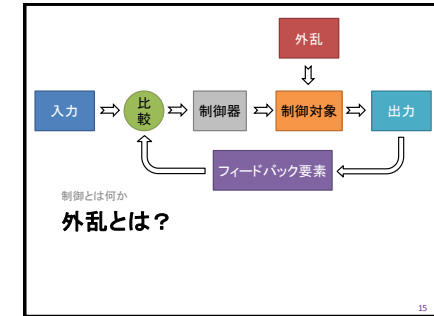 外乱
入力
比
較
制御器
制御対象
出力
フィードバック要素
制御とは何か
外乱とは？
15